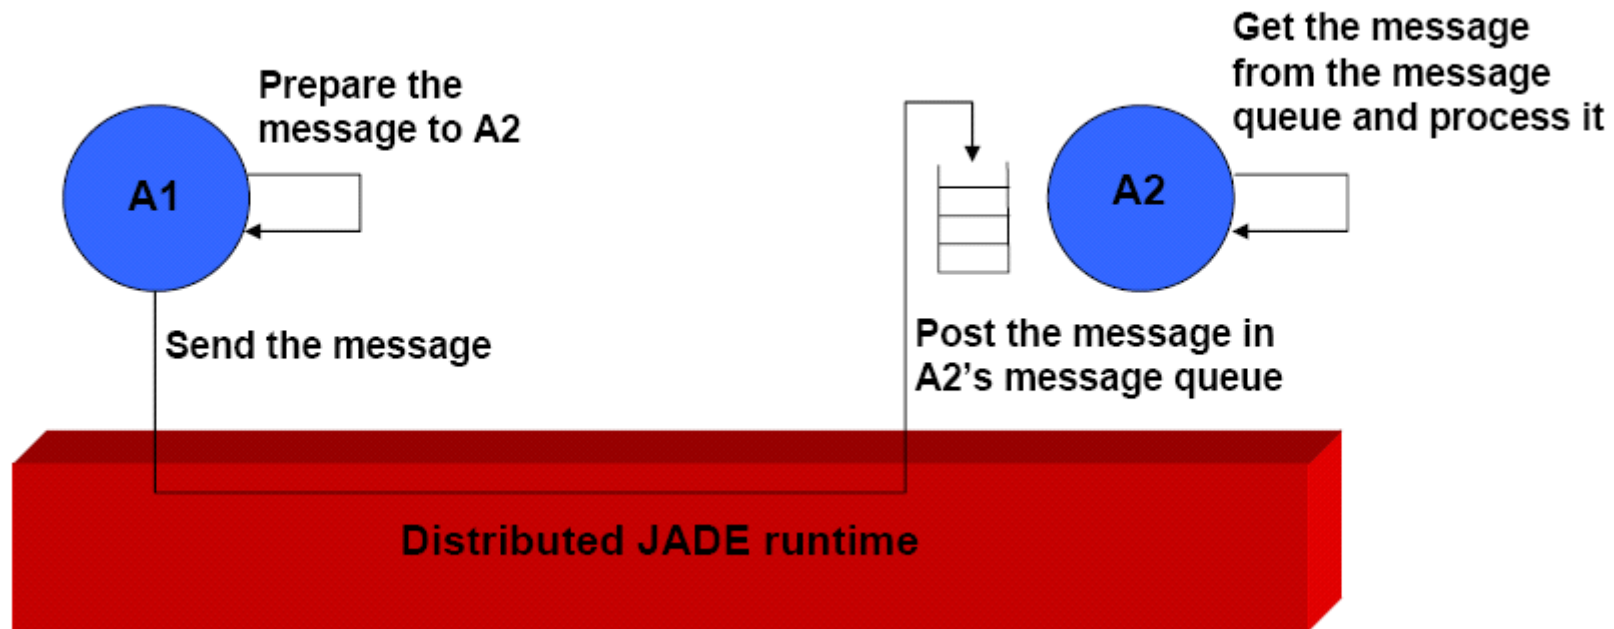 Prepare the
message to A2
A1
Send the message
Get the message
from the message
queue and process it
A2
Post the message in
A2’s message queue
Distributed JADE runtime